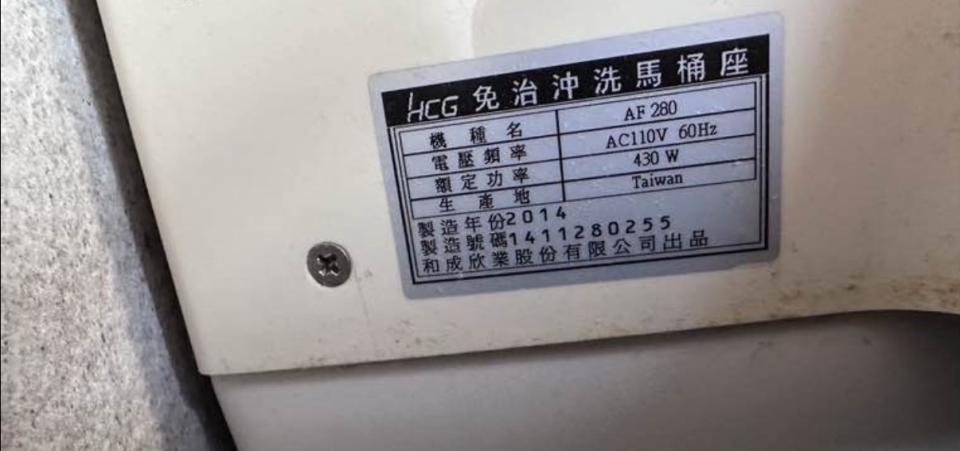 HCG 免治沖洗馬桶座
機種名 AF 280
電壓頻率 AC110V 60Hz
額定功率 430 W
生產地 Taiwan
製造年份2014
製造號碼1411280255
和成欣業股份有限公司出品